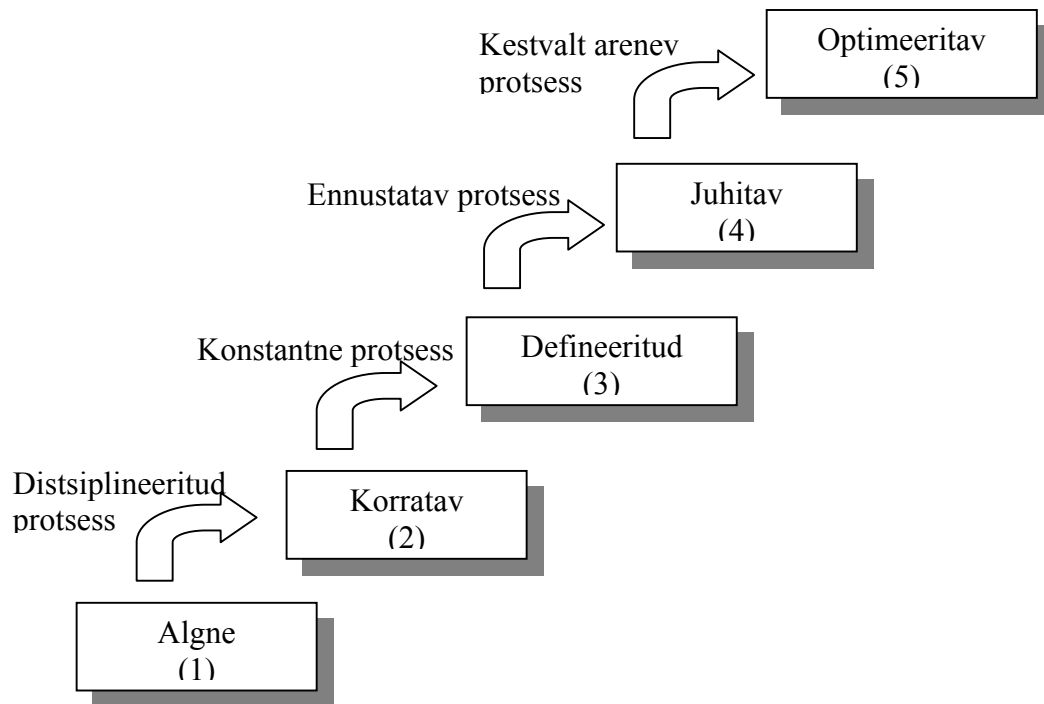 Kestvalt arenev
protsess
Optimeeritav
(5)
Ennustatav protsess
Juhitav
(4)
Konstantne protsess
Defineeritud
(3)
Distsiplineeritud
protsess
Korratav
(2)
Algne
(1)